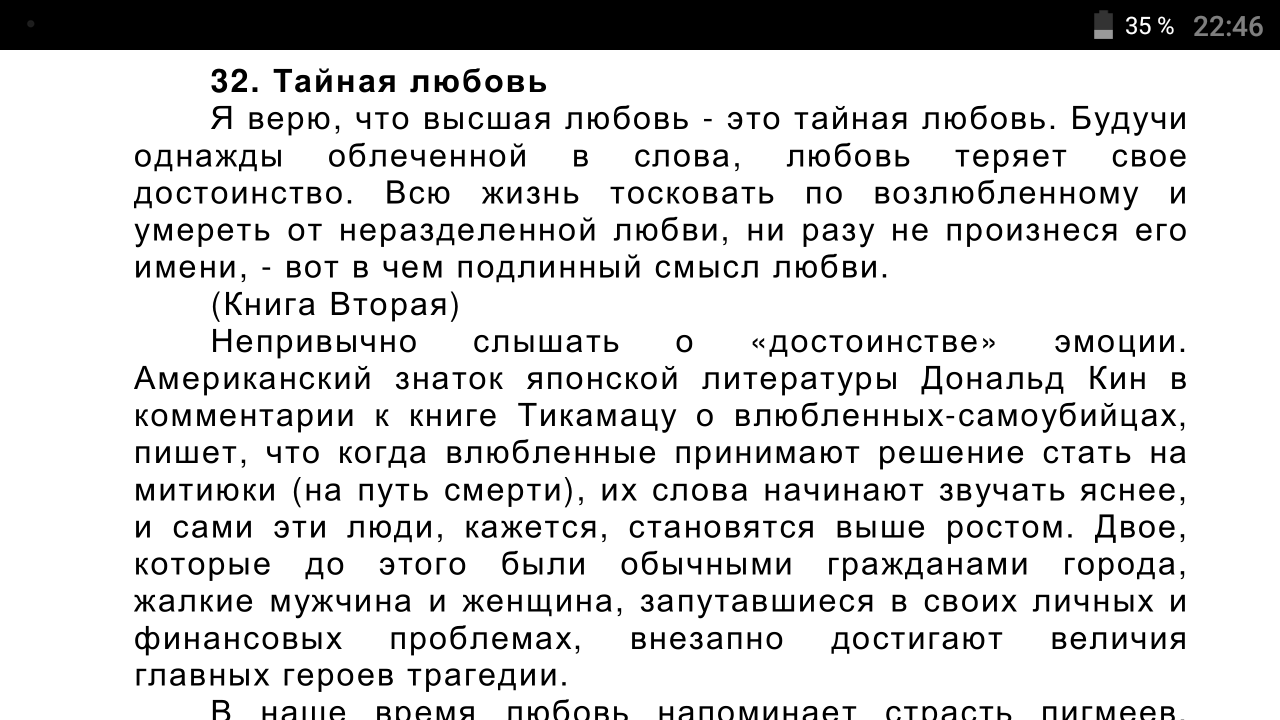 35 % 22:46
32. Тайная любовь
Я верю, что высшая любовь - это тайная любовь. Будучи
однажды облеченной в слова, любовь теряет свое
достоинство. Всю жизнь тосковать по возлюбленному и
умереть от неразделенной любви, ни разу не произнеся его
имени, - вот в чем подлинный смысл любви.
(Книга Вторая)
Непривычно слышать о «достоинстве» эмоции.
Американский знаток японской литературы Дональд Кин в
комментарии к книге Тикамацу о влюбленных-самоубийцах,
пишет, что когда влюбленные принимают решение стать на
митиюки (на путь смерти), их слова начинают звучать яснее,
и сами эти люди, кажется, становятся выше ростом. Двое,
которые до этого были обычными гражданами города,
жалкие мужчина и женщина, запутавшиеся в своих личных и
финансовых проблемах, внезапно достигают величия
главных героев трагедии.
В наше время любовь напоминает страсть пигмеев.